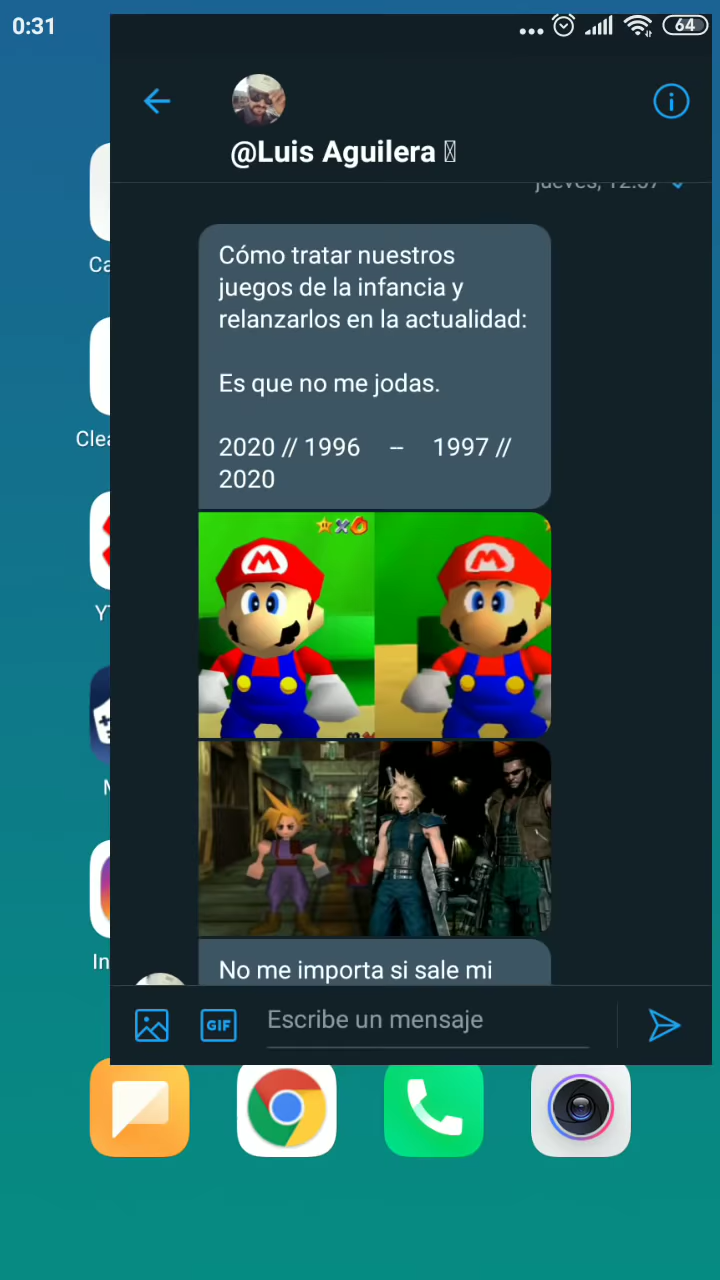 0:31
64
@Luis Aguilera
jueves, 12:57
Ca
Cómo tratar nuestros
juegos de la infancia y
relanzarlos en la actualidad:
Es que no me jodas.
2020 // 1996 – 1997 //
2020
Clea
M
M
YT
M
In
No me importa si sale mi
GIF
Escribe un mensaje